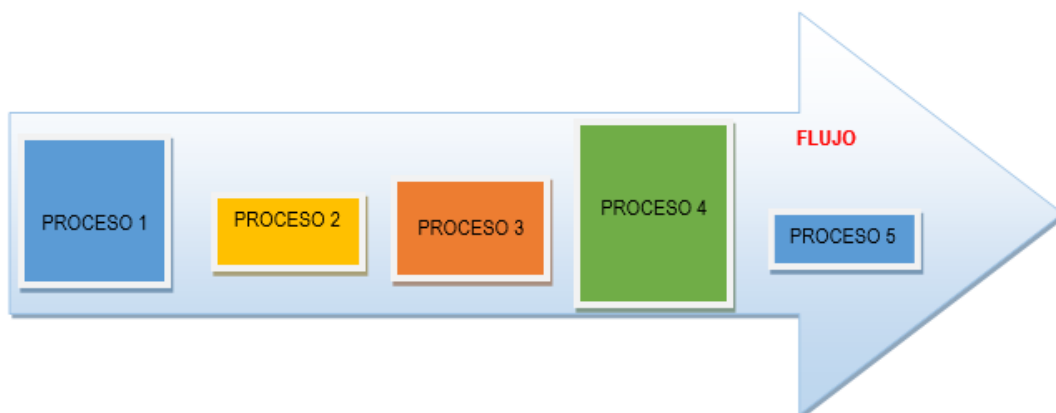 FLUJO
PROCESO 1
PROCESO 2
PROCESO 3
PROCESO 4
PROCESO 5